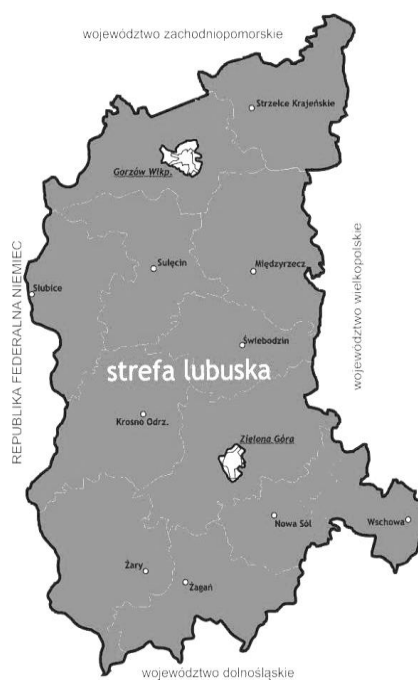 województwo zachodniopomorskie
Strzelce Krajeńskie
Gorzów Wlkp.
Sulęcin
Międzyrzecz
Słubice
REPUBLIKA FEDERALNA NIEMIEC
województwo wielkopolskie
Świebodzin
strefa lubuska
Krosno Odrz.
Zielona Góra
Nowa Sól
Wschowa
Żary
Żagań
województwo dolnośląskie